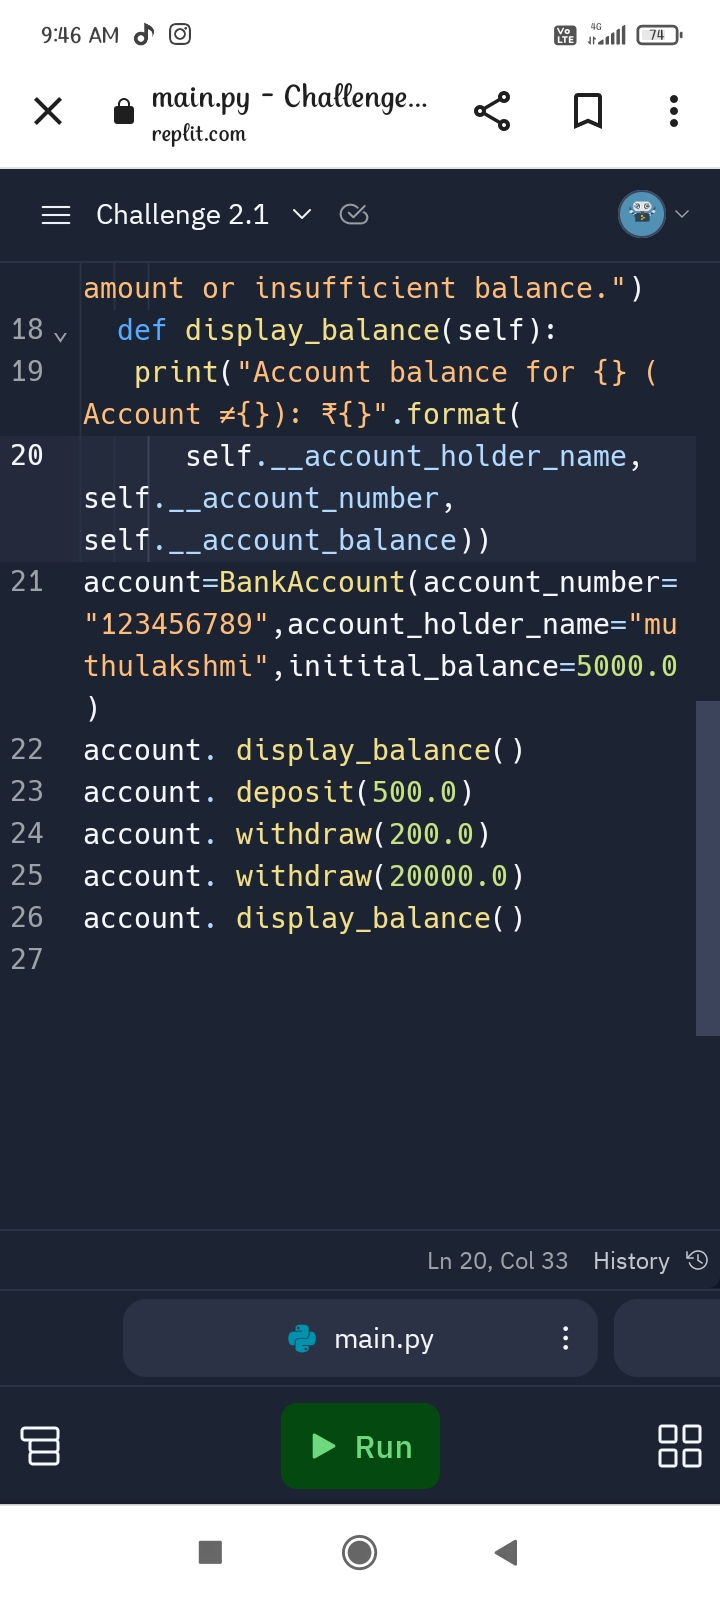 9:46 AM
Vo LTE 4G 74
main.py - Challenge...
replit.com
Challenge 2.1
amount or insufficient balance.")
18 def display_balance(self):
19 print("Account balance for {} (
Account ≠{}): ₹{}".format(
20 self.__account_holder_name,
self.__account_number,
self.__account_balance))
21 account=BankAccount(account_number=
"123456789",account_holder_name="mu
thulakshmi",initital_balance=5000.0
)
22 account. display_balance()
23 account. deposit(500.0)
24 account. withdraw(200.0)
25 account. withdraw(20000.0)
26 account. display_balance()
27
Ln 20, Col 33 History
main.py
Run